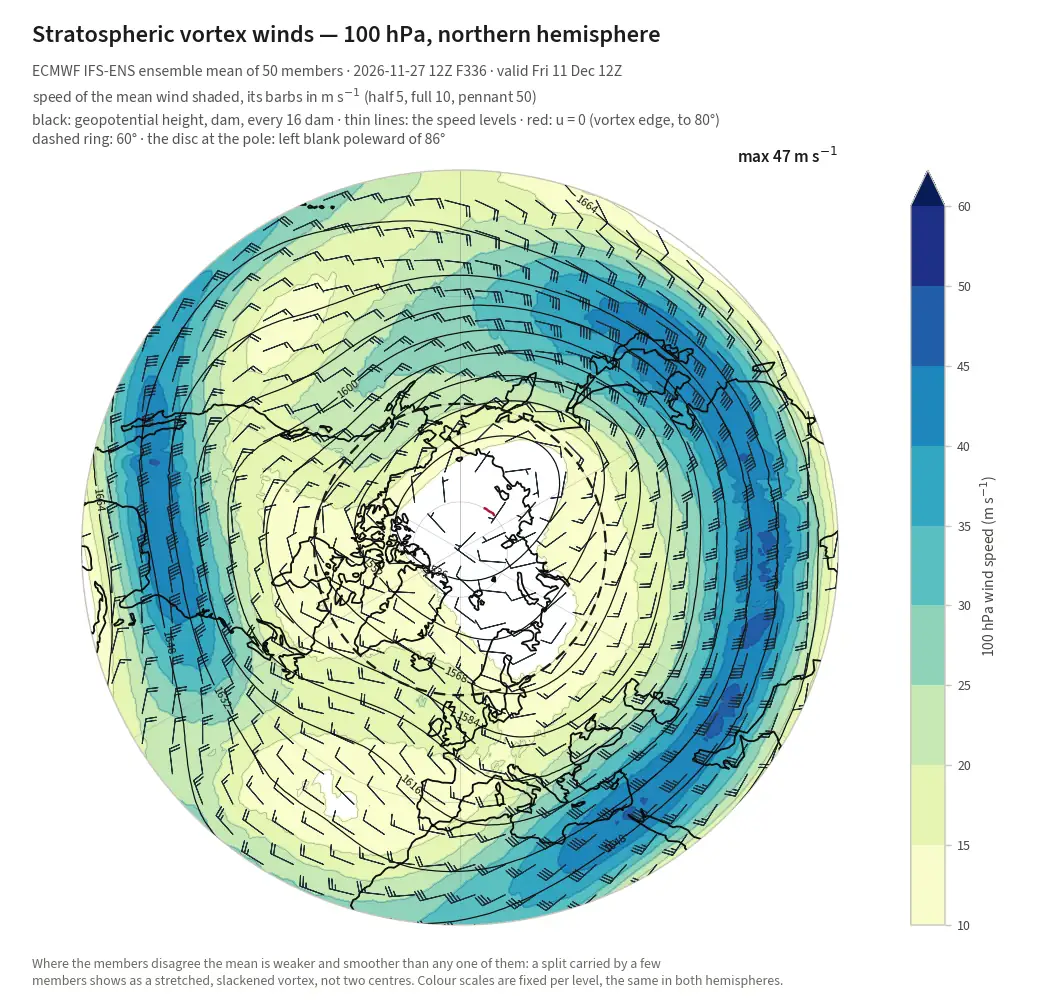 Stratospheric vortex winds — 100 hPa, northern hemisphere
ECMWF IFS-ENS ensemble mean of 50 members · 2026-11-27 12Z F336 · valid Fri 11 Dec 12Z
speed of the mean wind shaded, its barbs in m s⁻¹ (half 5, full 10, pennant 50)
black: geopotential height, dam, every 16 dam · thin lines: the speed levels · red: u = 0 (vortex edge, to 80°)
dashed ring: 60° · the disc at the pole: left blank poleward of 86°
max 47 m s⁻¹
1664
60
50
45
40
35
30
25
20
15
10
100 hPa wind speed (m s⁻¹)
1600
1664
1568
1584
1632
1616
1648
Where the members disagree the mean is weaker and smoother than any one of them: a split carried by a few
members shows as a stretched, slackened vortex, not two centres. Colour scales are fixed per level, the same in both hemispheres.